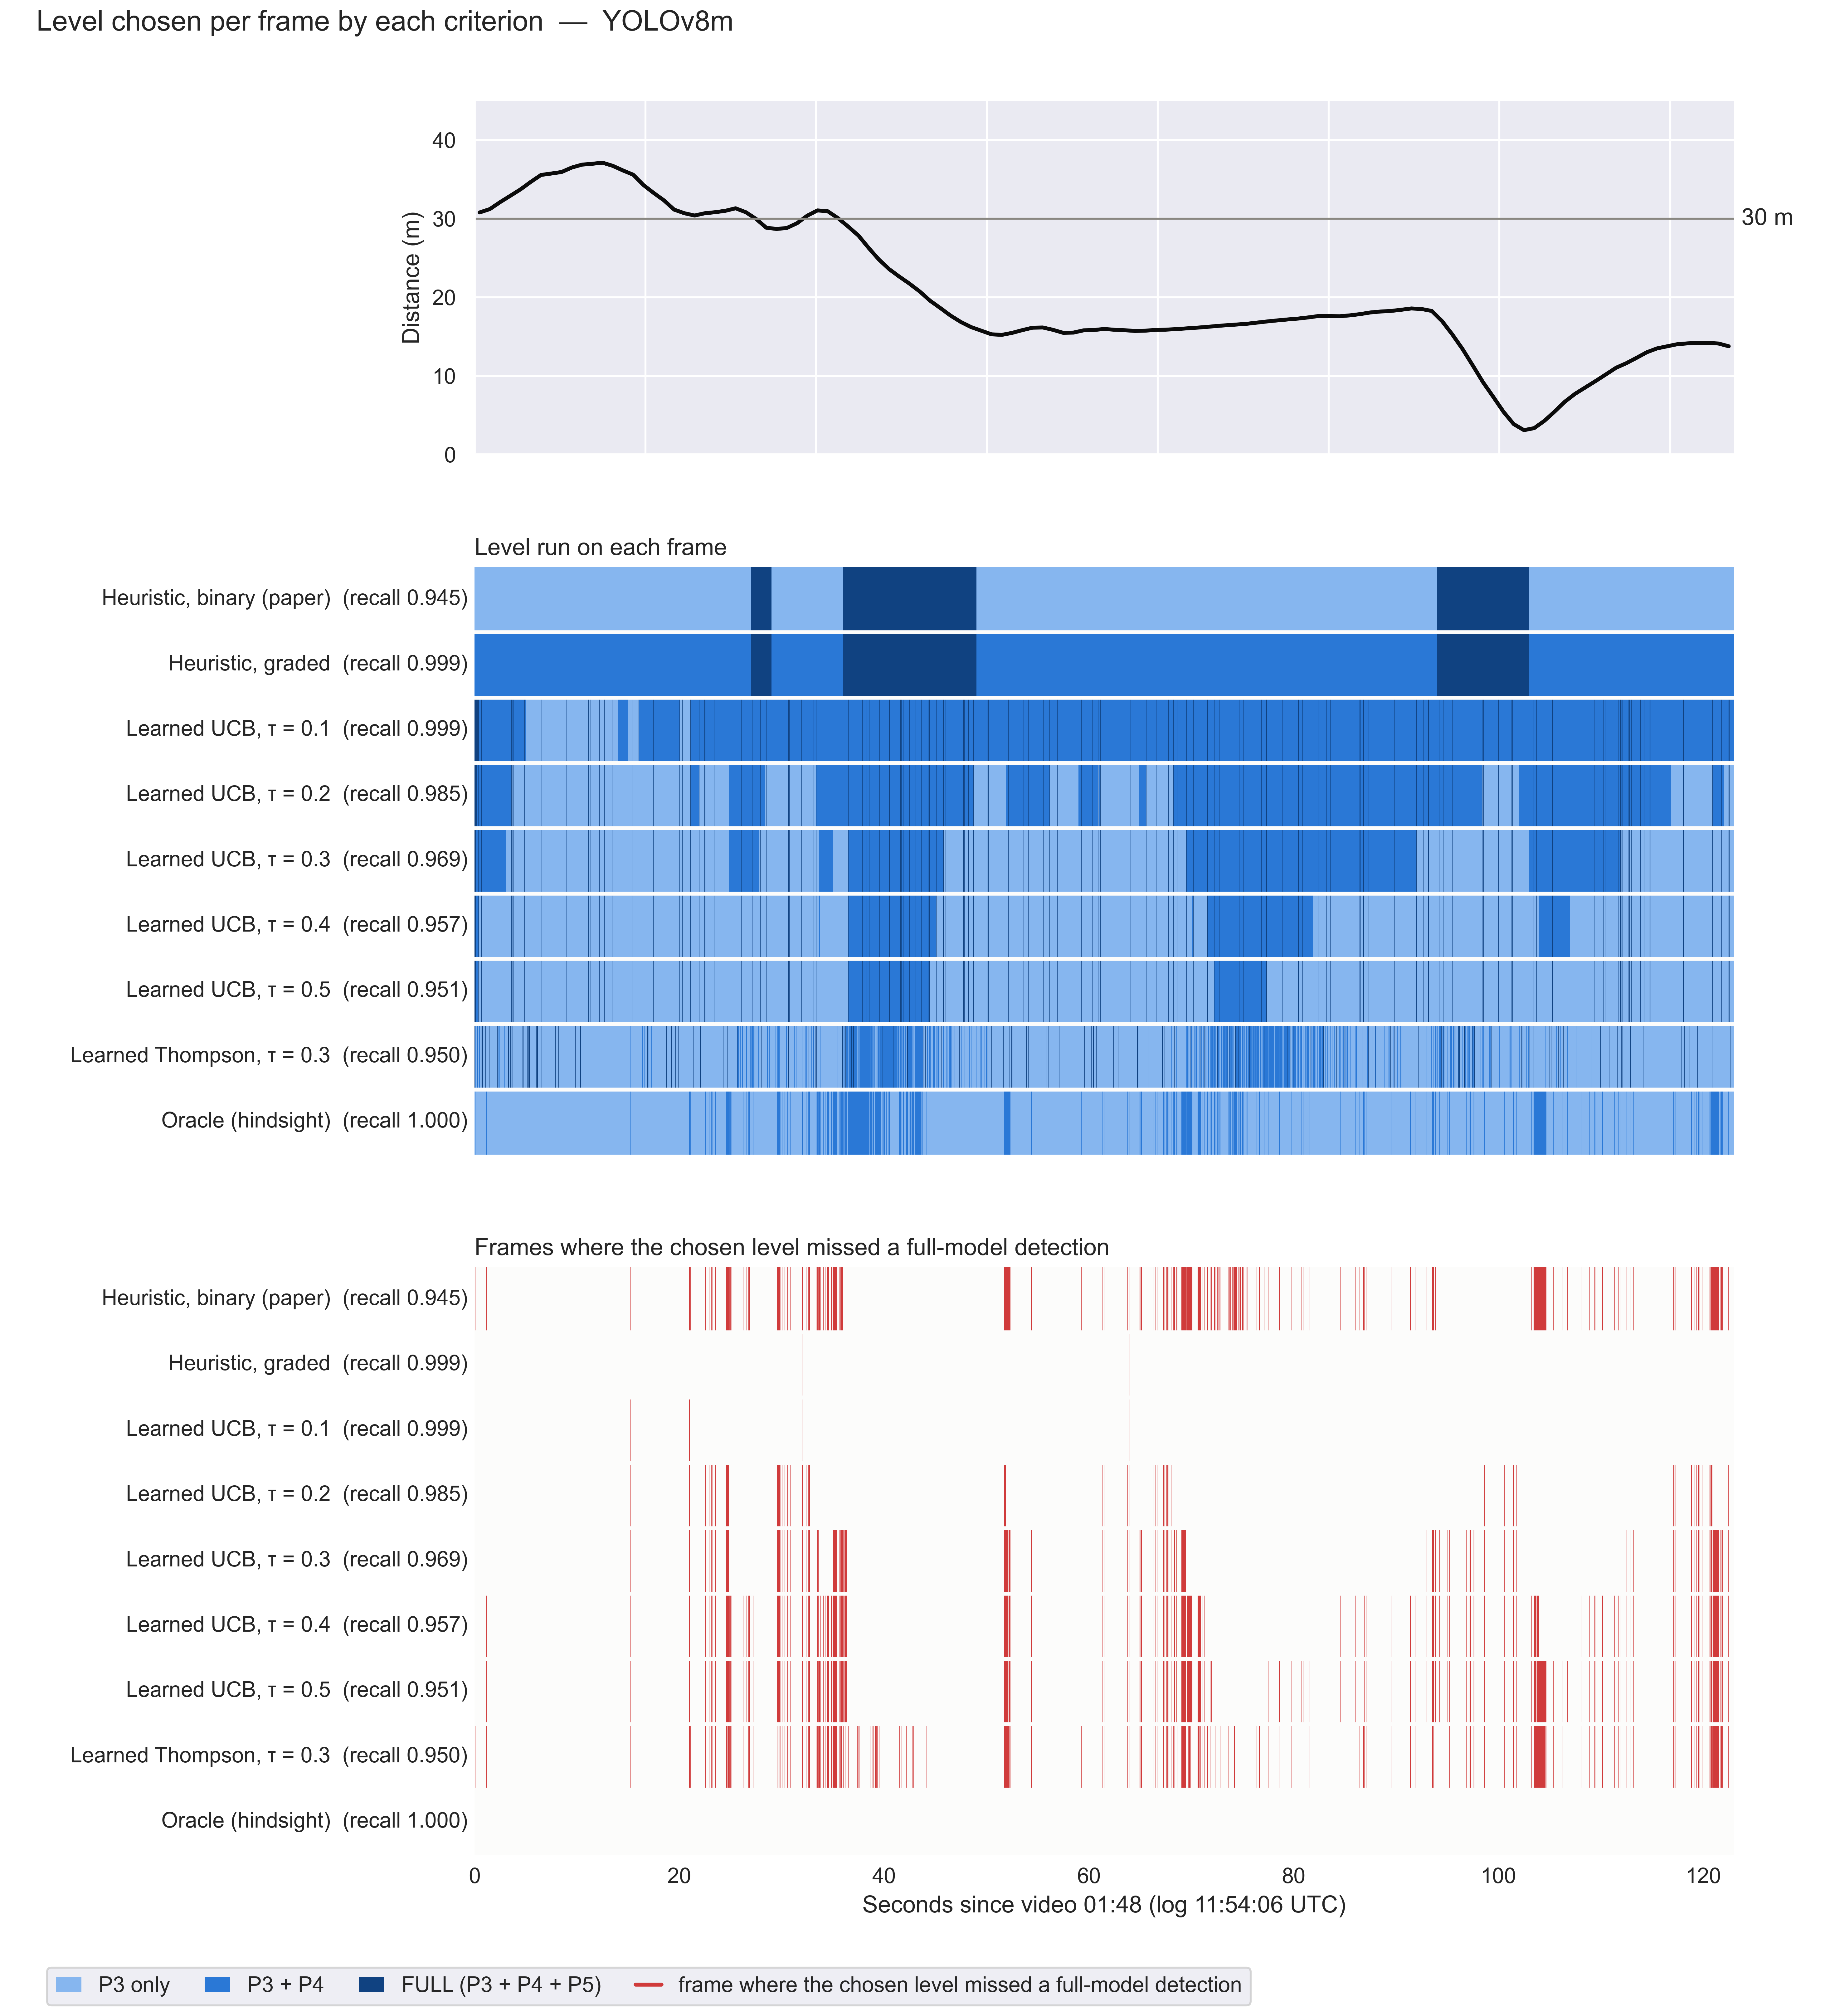 Level chosen per frame by each criterion — YOLOv8m
40
30
20
10
0
Distance (m)
30 m
Level run on each frame
Heuristic, binary (paper) (recall 0.945)
Heuristic, graded (recall 0.999)
Learned UCB, τ = 0.1 (recall 0.999)
Learned UCB, τ = 0.2 (recall 0.985)
Learned UCB, τ = 0.3 (recall 0.969)
Learned UCB, τ = 0.4 (recall 0.957)
Learned UCB, τ = 0.5 (recall 0.951)
Learned Thompson, τ = 0.3 (recall 0.950)
Oracle (hindsight) (recall 1.000)
Frames where the chosen level missed a full-model detection
Heuristic, binary (paper) (recall 0.945)
Heuristic, graded (recall 0.999)
Learned UCB, τ = 0.1 (recall 0.999)
Learned UCB, τ = 0.2 (recall 0.985)
Learned UCB, τ = 0.3 (recall 0.969)
Learned UCB, τ = 0.4 (recall 0.957)
Learned UCB, τ = 0.5 (recall 0.951)
Learned Thompson, τ = 0.3 (recall 0.950)
Oracle (hindsight) (recall 1.000)
0 20 40 60 80 100 120
Seconds since video 01:48 (log 11:54:06 UTC)
P3 only P3 + P4 FULL (P3 + P4 + P5) frame where the chosen level missed a full-model detection